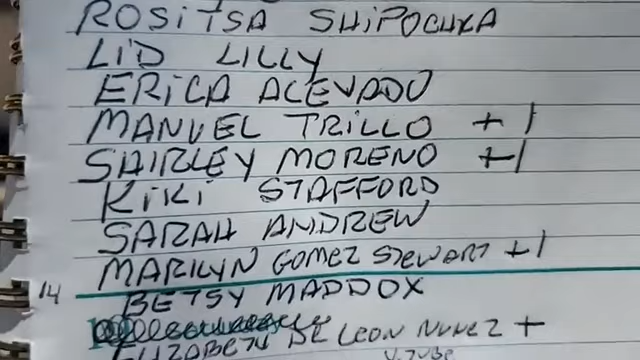 ROSiTSA SHiPOCHKA
LiD LILLY
ERiCA ACEVADO
MANUEL TRILLO +1
SHIRLEY MORENO +1
KiKi STAFFORD
SARAH ANDREW
MARILYN GOMEZ STEWART +1
14 BETSY MADDOX
ELIZABETH DE LEON NUNEZ +